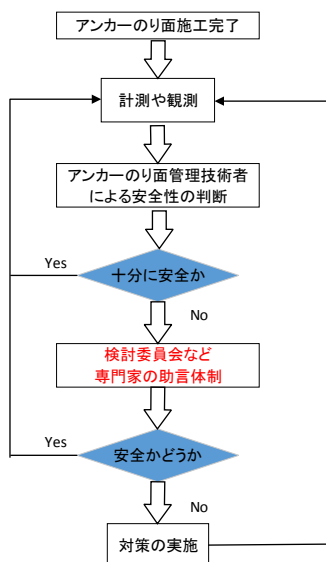 アンカーのり面施工完了
計測や観測
アンカーのり面管理技術者
による安全性の判断
Yes
十分に安全か
No
検討委員会など
専門家の助言体制
Yes
安全かどうか
No
対策の実施